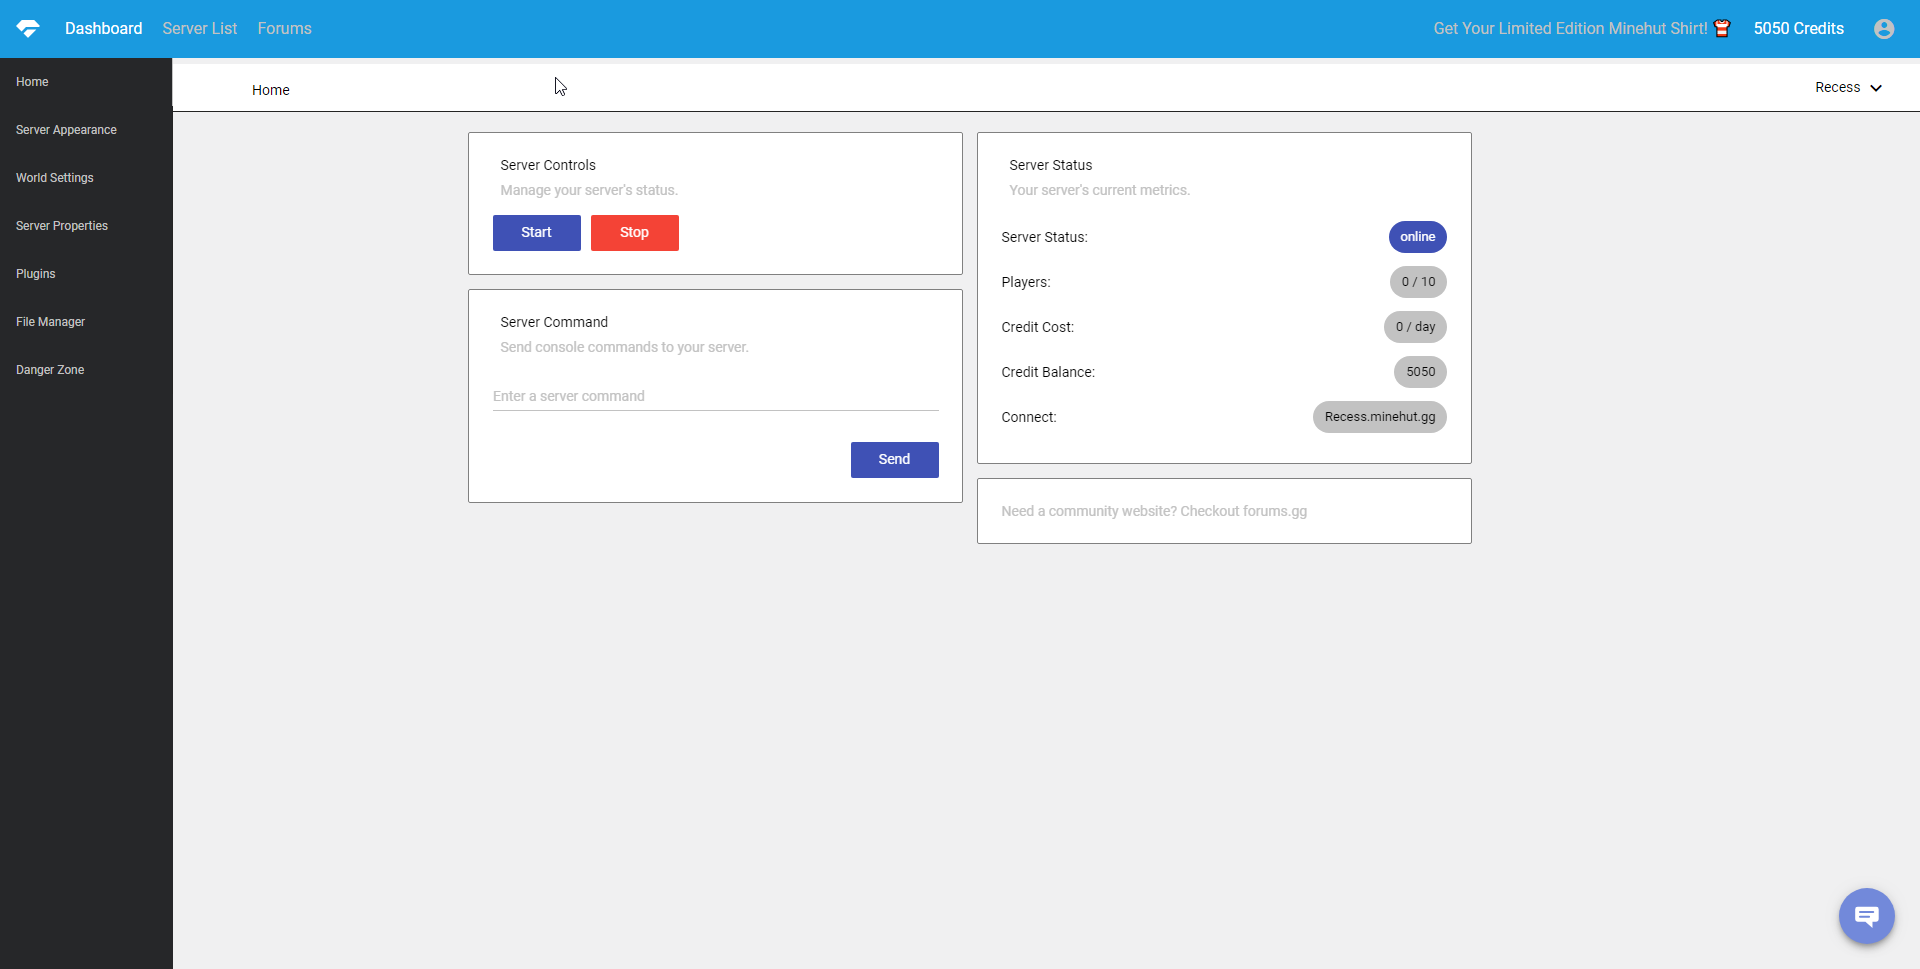 Dashboard Server List Forums Get Your Limited Edition Minehut Shirt! 5050 Credits
Home
Server Appearance
World Settings
Server Properties
Plugins
File Manager
Danger Zone
Home
Recess
Server Controls
Manage your server's status.
Start Stop
Server Command
Send console commands to your server.
Enter a server command
Send
Server Status
Your server's current metrics.
Server Status: online
Players: 0 / 10
Credit Cost: 0 / day
Credit Balance: 5050
Connect: Recess.minehut.gg
Need a community website? Checkout forums.gg